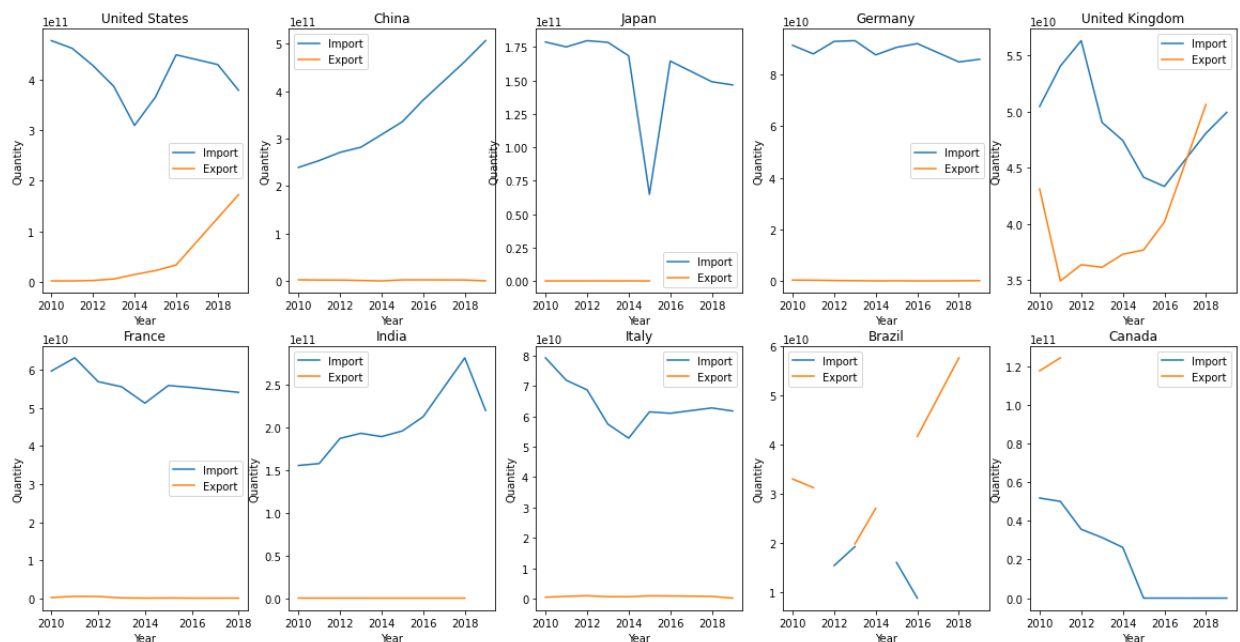 United States
1e11
Quantity
4
3
2
1
0
Import
Export
2010 2012 2014 2016 2018
Year
China
1e11
Quantity
5
4
3
2
1
0
Import
Export
2010 2012 2014 2016 2018
Year
Japan
1e11
Quantity
1.75
1.50
1.25
1.00
0.75
0.50
0.25
0.00
Import
Export
2010 2012 2014 2016 2018
Year
Germany
1e10
Quantity
8
6
4
2
0
Import
Export
2010 2012 2014 2016 2018
Year
United Kingdom
1e10
Quantity
5.5
5.0
4.5
4.0
3.5
Import
Export
2010 2012 2014 2016 2018
Year
France
1e10
Quantity
6
5
4
3
2
1
0
Import
Export
2010 2012 2014 2016 2018
Year
India
1e11
Quantity
2.5
2.0
1.5
1.0
0.5
0.0
Import
Export
2010 2012 2014 2016 2018
Year
Italy
1e10
Quantity
8
7
6
5
4
3
2
1
0
Import
Export
2010 2012 2014 2016 2018
Year
Brazil
1e10
Quantity
6
5
4
3
2
1
Import
Export
2010 2012 2014 2016 2018
Year
Canada
1e11
Quantity
1.2
1.0
0.8
0.6
0.4
0.2
0.0
Import
Export
2010 2012 2014 2016 2018
Year